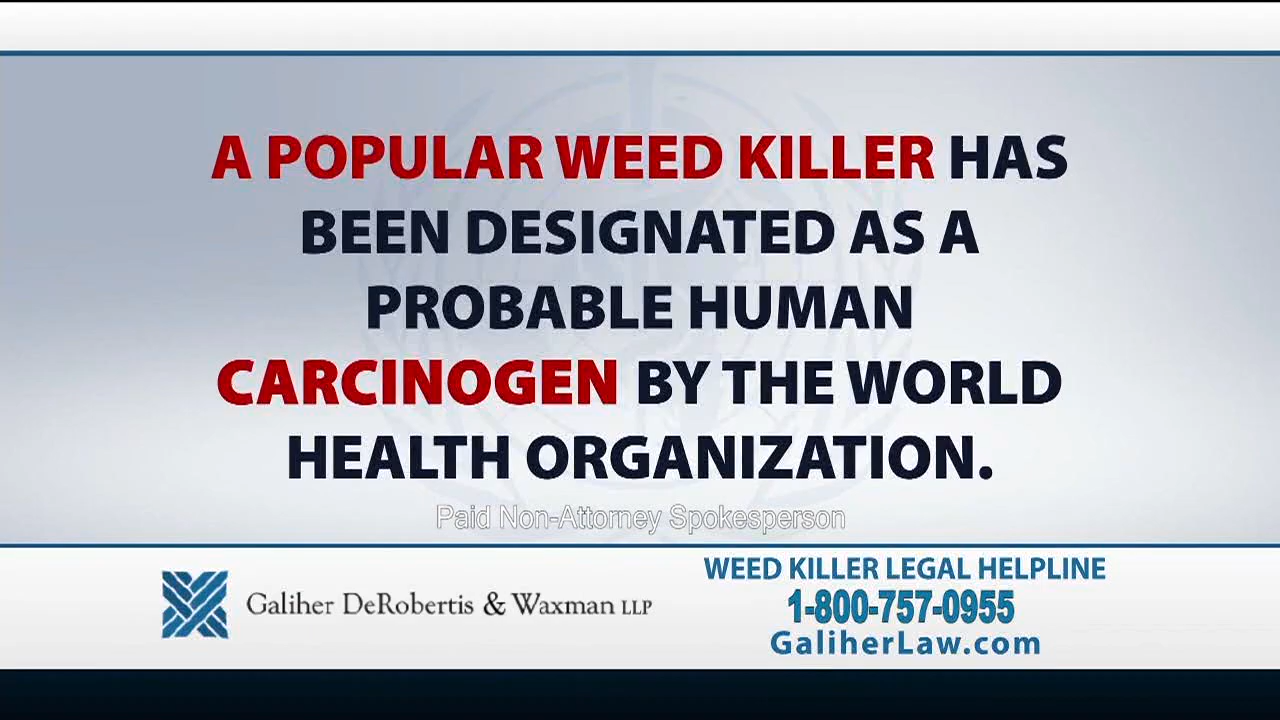 A POPULAR WEED KILLER HAS
BEEN DESIGNATED AS A
PROBABLE HUMAN
CARCINOGEN BY THE WORLD
HEALTH ORGANIZATION.
Paid Non-Attorney Spokesperson
Galiher DeRobertis & Waxman LLP
WEED KILLER LEGAL HELPLINE
1-800-757-0955
GaliherLaw.com